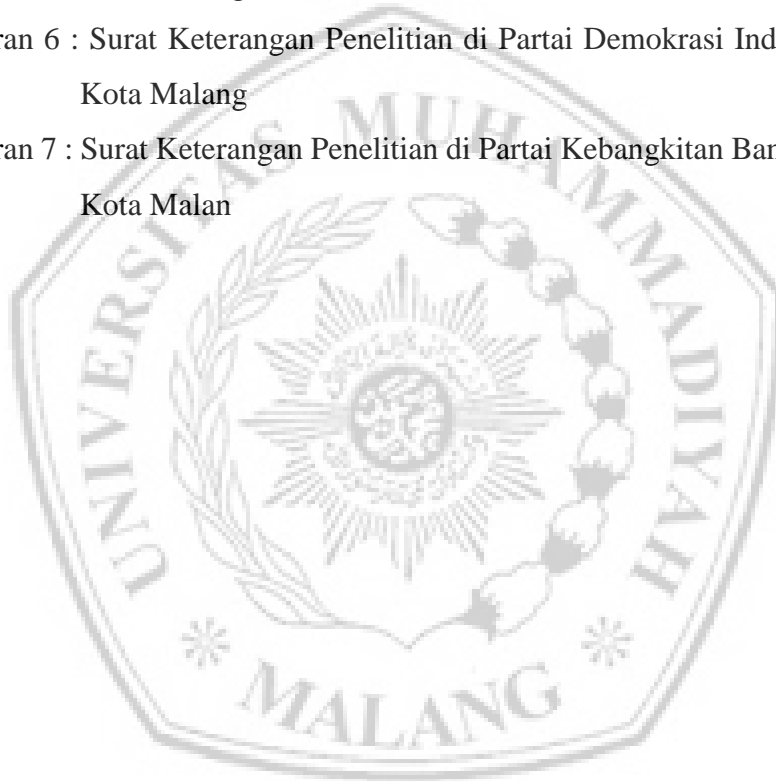 ran 6 : Surat Keterangan Penelitian di Partai Demokrasi Ind
Kota Malang
ran 7 : Surat Keterangan Penelitian di Partai Kebangkitan Ban
Kota Malan
UNIVERSITAS MUHAMMADIYAH
MALANG